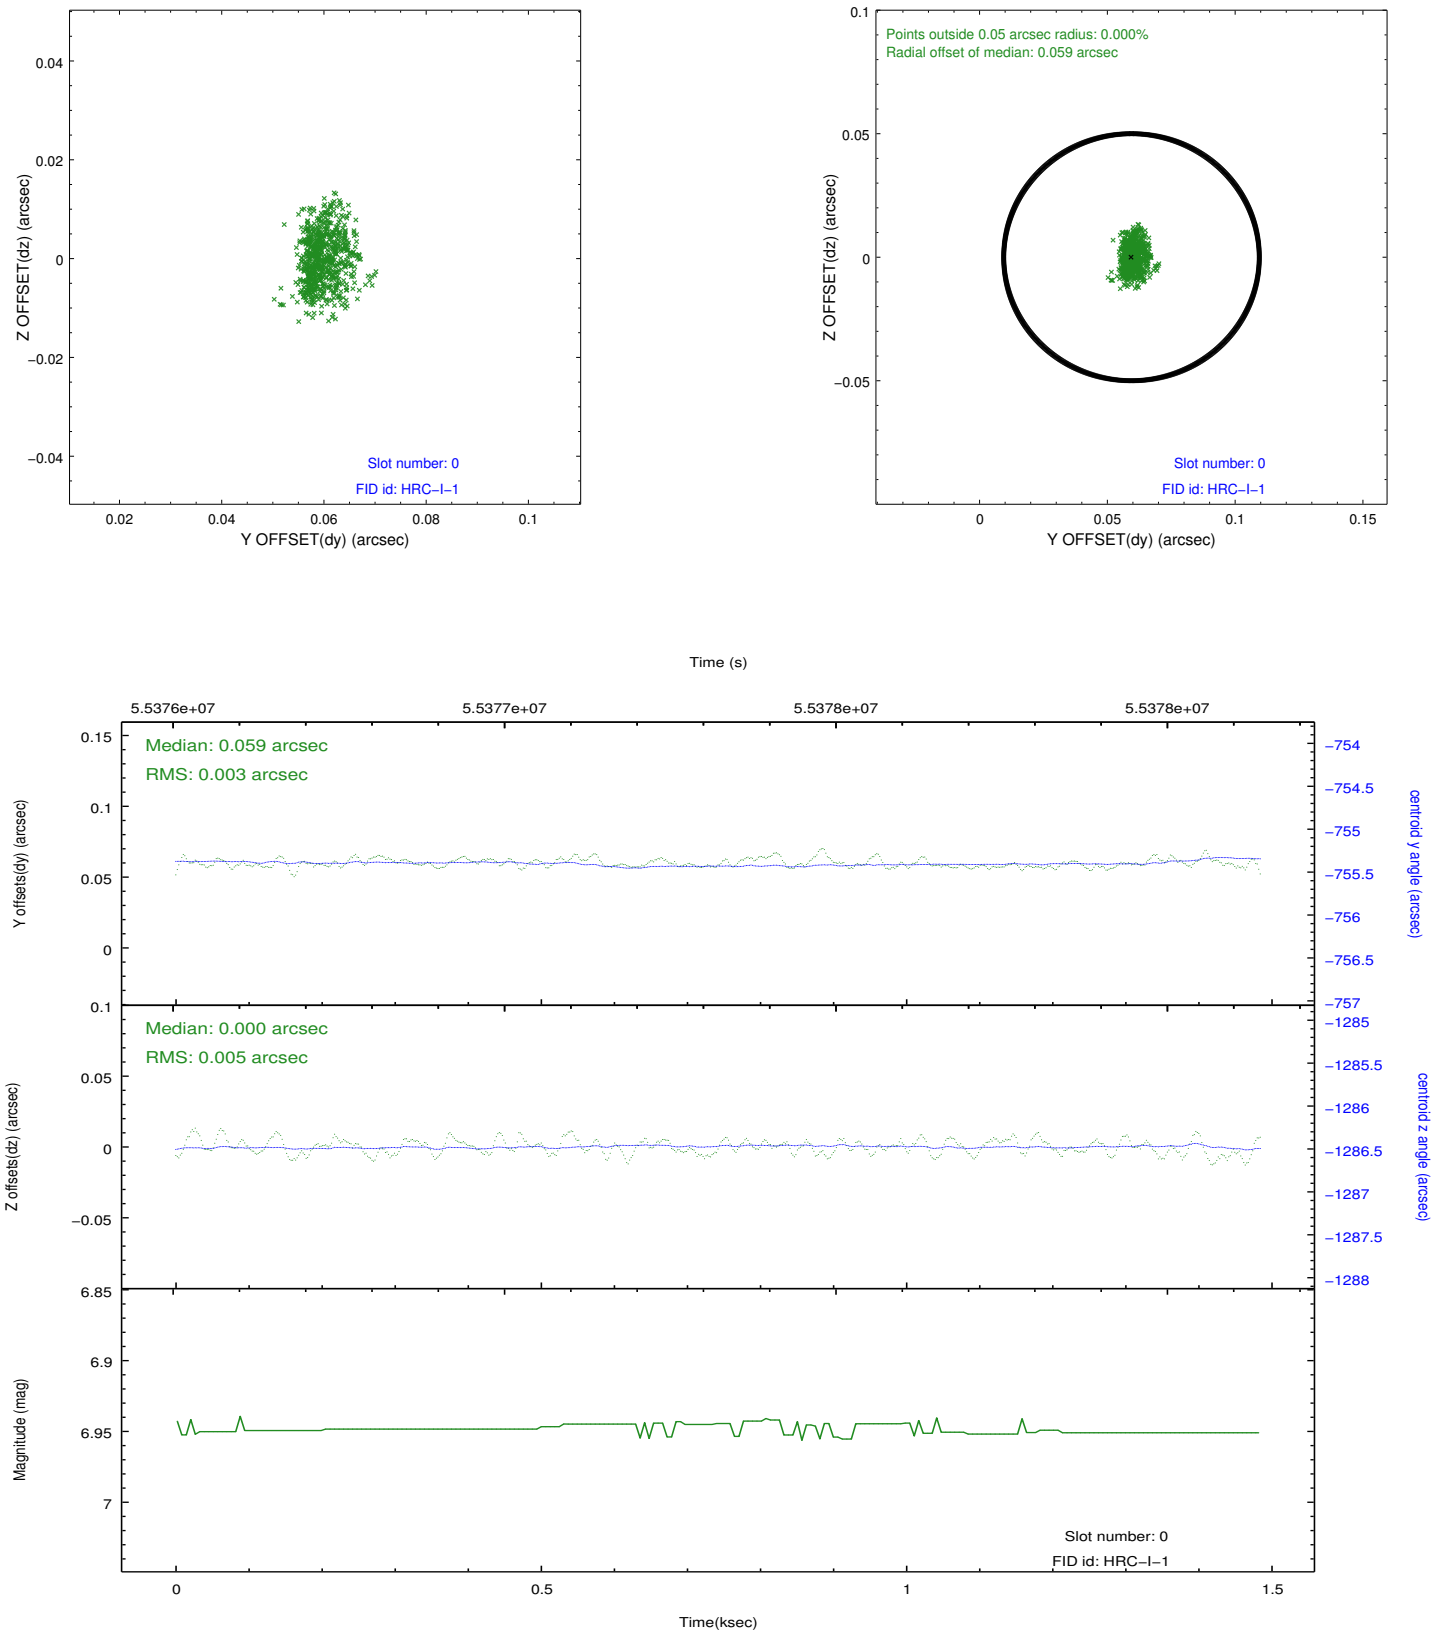 0.04
0.02
0
−0.02
−0.04
Z OFFSET(dz) (arcsec)
Slot number: 0
FID id: HRC−I−1
0.02
0.04
0.06
0.08
0.1
Y OFFSET(dy) (arcsec)
0.1
0.05
0
−0.05
Z OFFSET(dz) (arcsec)
Points outside 0.05 arcsec radius: 0.000%
Radial offset of median: 0.059 arcsec
Slot number: 0
FID id: HRC−I−1
0
0.05
0.1
0.15
Y OFFSET(dy) (arcsec)
Time (s)
5.5376e+07
5.5377e+07
5.5378e+07
5.5378e+07
0.15
0.1
0.05
0
Y offsets(dy) (arcsec)
Median: 0.059 arcsec
RMS: 0.003 arcsec
−754
−754.5
−755
−755.5
−756
−756.5
−757
centroid y angle (arcsec)
0.1
0.05
0
−0.05
Z offsets(dz) (arcsec)
Median: 0.000 arcsec
RMS: 0.005 arcsec
−1285
−1285.5
−1286
−1286.5
−1287
−1287.5
−1288
centroid z angle (arcsec)
6.85
6.9
6.95
7
Magnitude (mag)
Slot number: 0
FID id: HRC−I−1
0
0.5
1
1.5
Time(ksec)